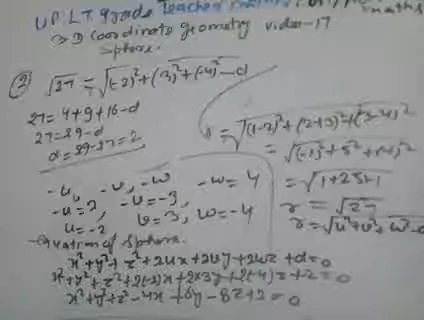 U.P. L.T. grade Teacher maths
maths
→ 3D Coordinate geometry video-17
Sphere.
② √27 = √(-2)²+(3)²+(-4)²-d
27 = 4+9+16-d
27 = 29-d
d = 29-27 = 2
= √(1-2)²+(2+3)²+(3-4)²
= √(-1)²+5²+(-1)²
= √1+25+1
r = √27
r = √u²+v²+w²-d
-u, -v, -w
-u=2, -v=-3, -w=4
u=-2 v=3, w=-4
-Equation of Sphere.
x²+y²+z²+2ux+2vy+2wz+d=0
x²+y²+z²+2(-2)x+2×3y+2(-4)z+2=0
x²+y²+z²-4x+6y-8z+2=0